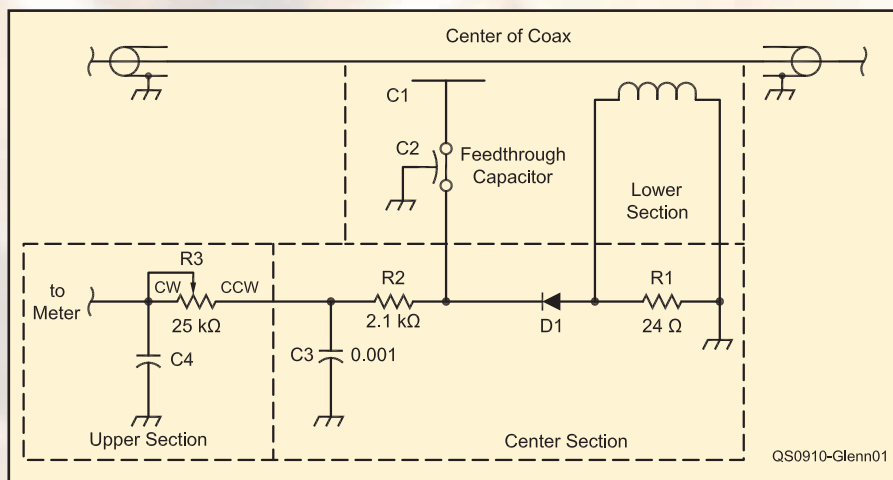 Center of Coax
C1
C2
Feedthrough
Capacitor
Lower
Section
R3
to
Meter
CW
CCW
25 kΩ
R2
2.1 kΩ
D1
R1
24 Ω
C4
C3
0.001
Upper Section
Center Section
QS0910-Glenn01